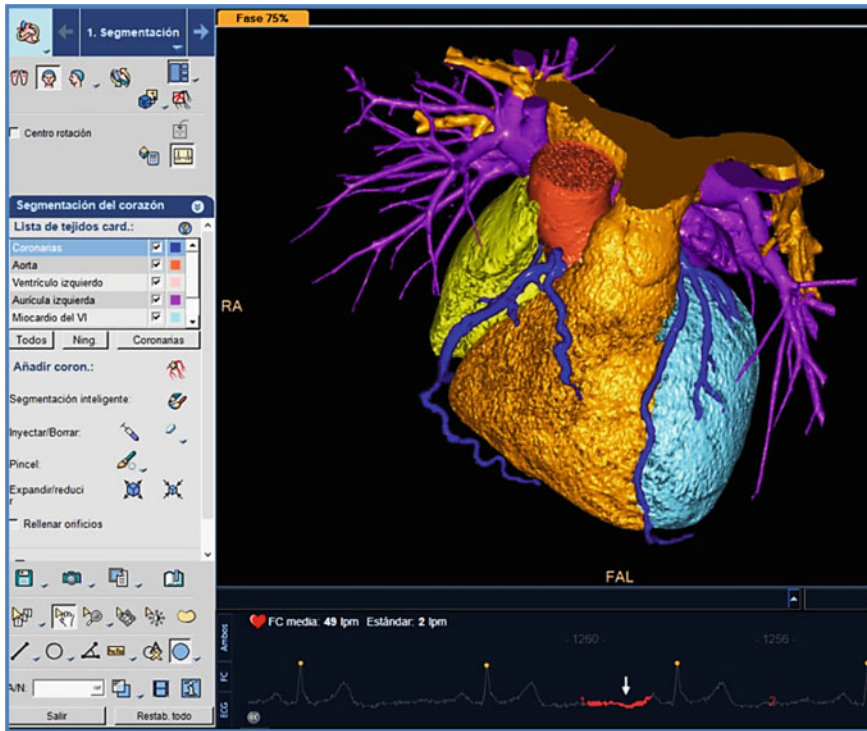 1. Segmentación
Fase 75%
Centro rotación
Segmentación del corazón
Lista de tejidos card.:
Coronarias
Aorta
Ventrículo izquierdo
Aurícula izquierda
Miocardio del VI
Todos Ning. Coronarias
Añadir coron.:
Segmentación inteligente:
Inyectar/Borrar:
Pincel:
Expandir/reduci
r
Rellenar orificios
A/N:
Salir Restab. todo
RA
FAL
Ambos
FC
ECG
FC media: 49 lpm Estándar: 2 lpm
- 1260 - - 1256 -
1 2